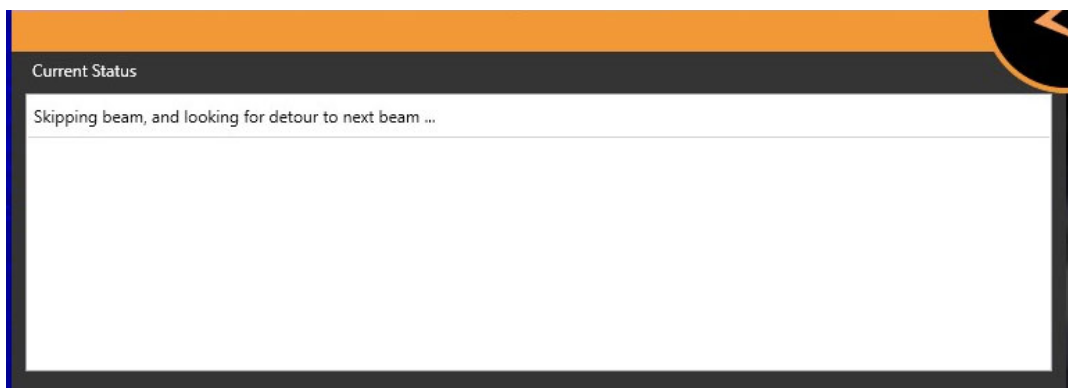 Current Status
Skipping beam, and looking for detour to next beam ...